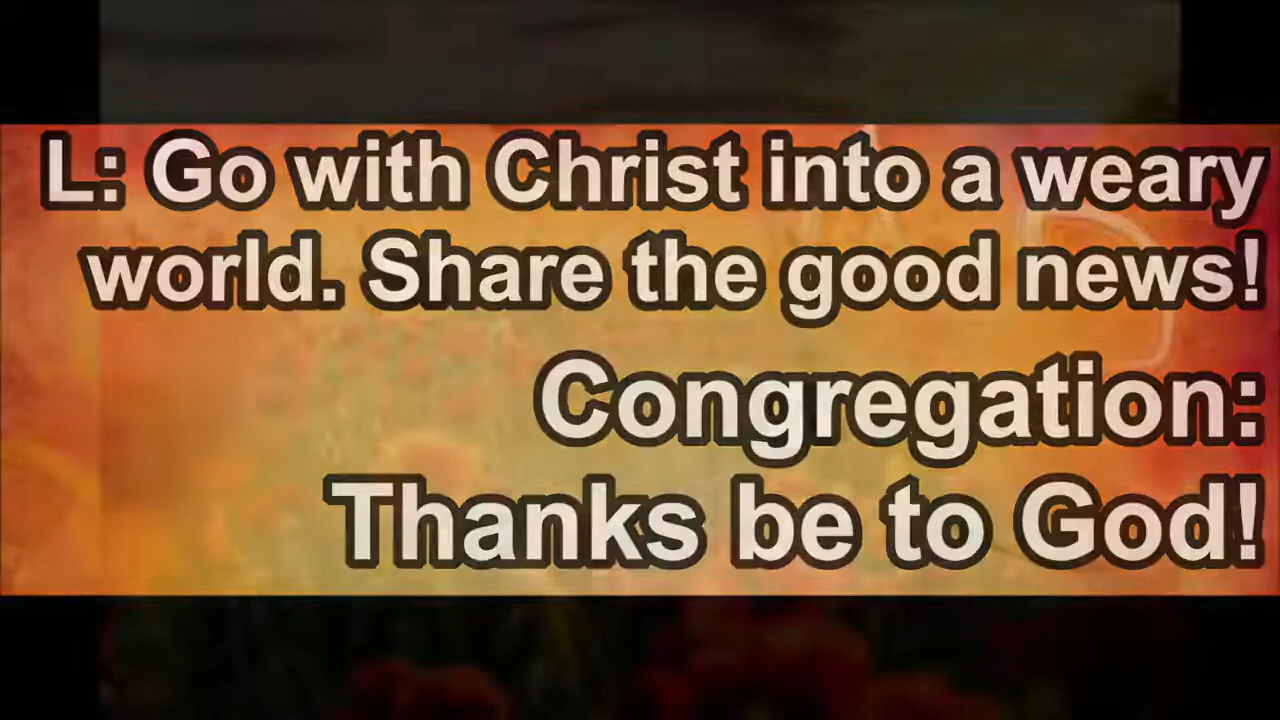 L: Go with Christ into a weary
world. Share the good news!
Congregation:
Thanks be to God!